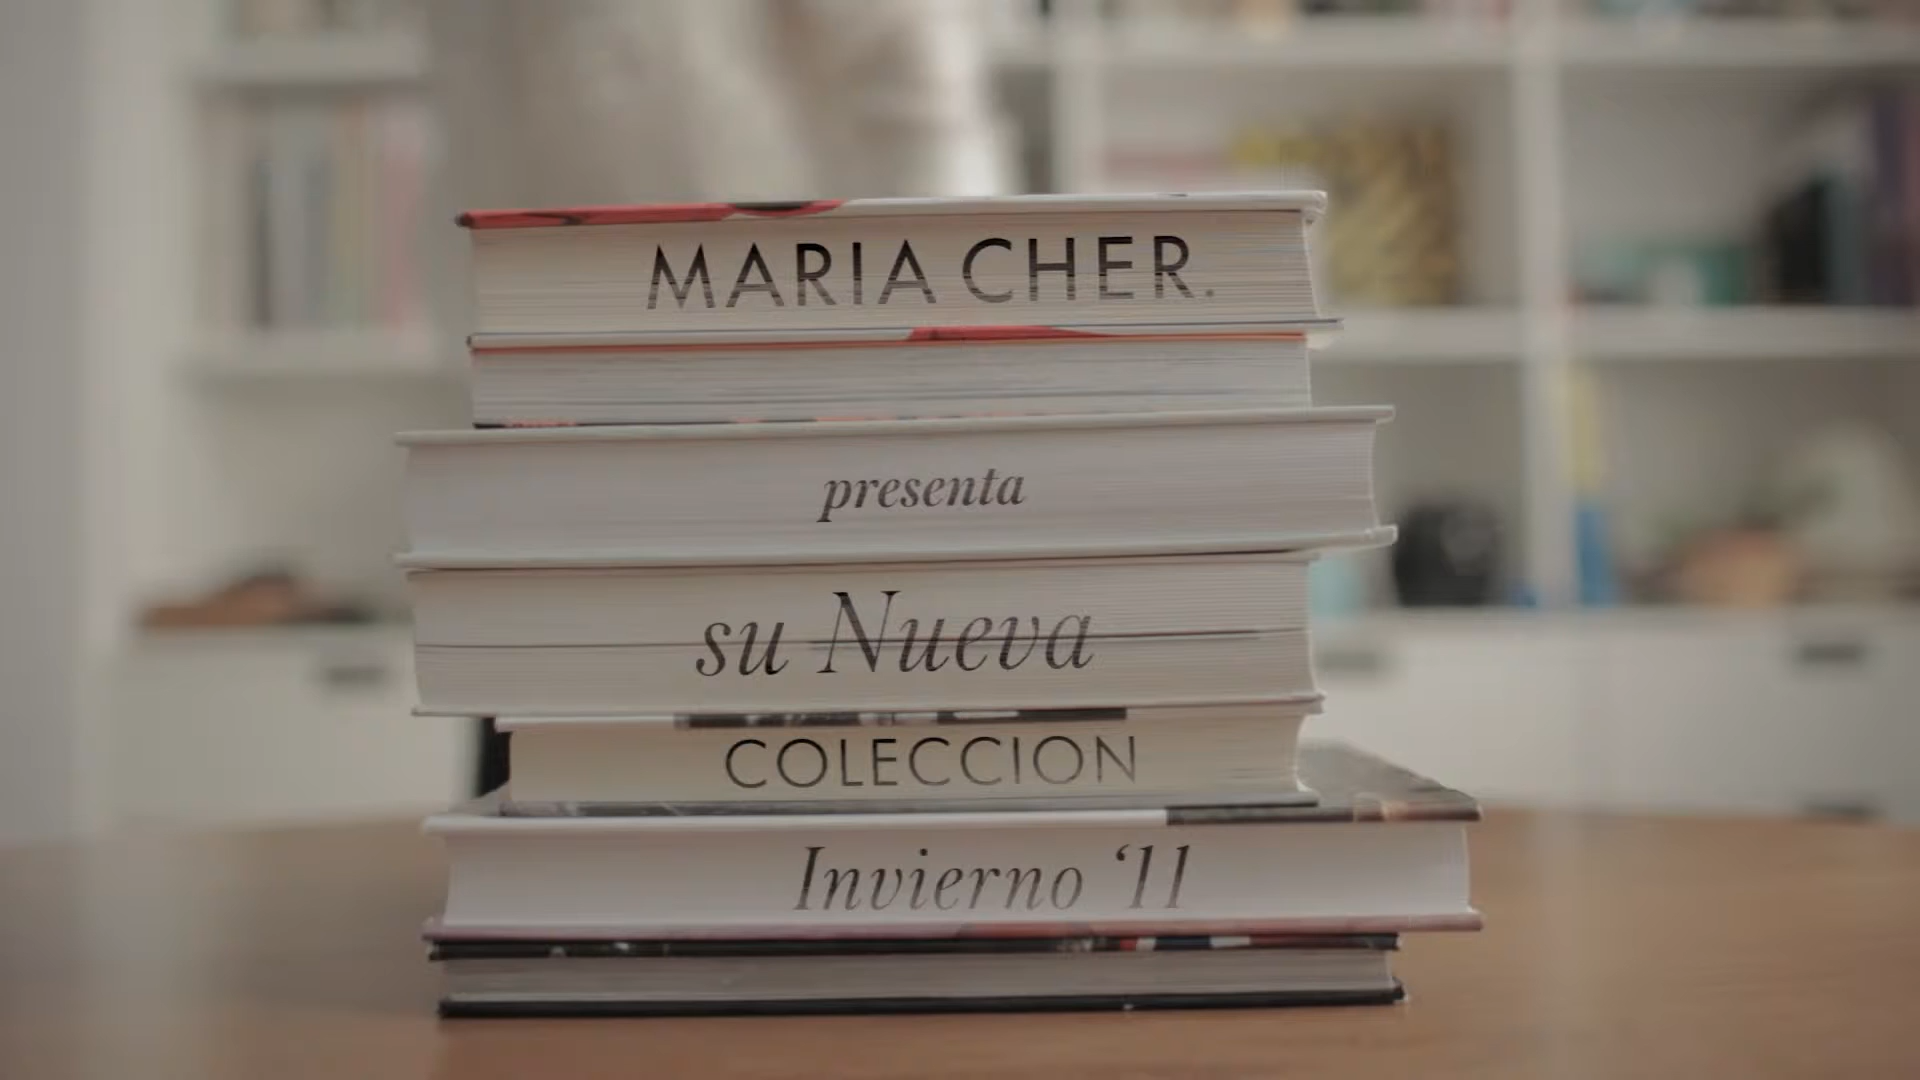 MARIA CHER.
presenta
su Nueva
COLECCION
Invierno '11